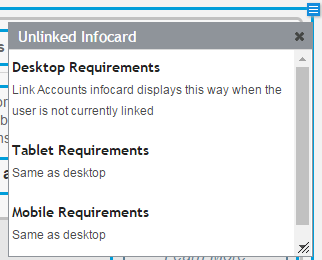 Unlinked Infocard
Desktop Requirements
Link Accounts infocard displays this way when the
user is not currently linked
Tablet Requirements
Same as desktop
Mobile Requirements
Same as desktop